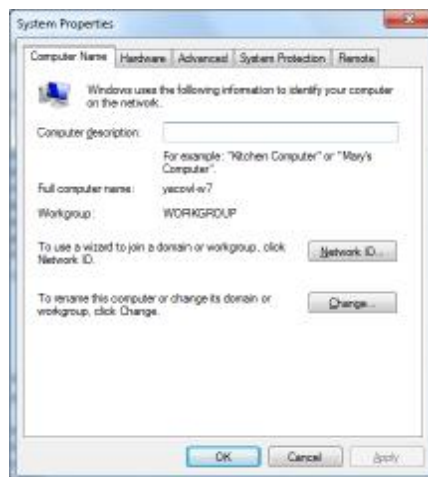 System Properties
Computer Name Hardware Advanced System Protection Remote
Windows uses the following information to identify your computer
on the network.
Computer description:
For example: "Kitchen Computer" or "Mary's
Computer".
Full computer name: yacovl-w7
Workgroup: WORKGROUP
To use a wizard to join a domain or workgroup, click
Network ID.
Network ID...
To rename this computer or change its domain or
workgroup, click Change.
Change...
OK Cancel Apply